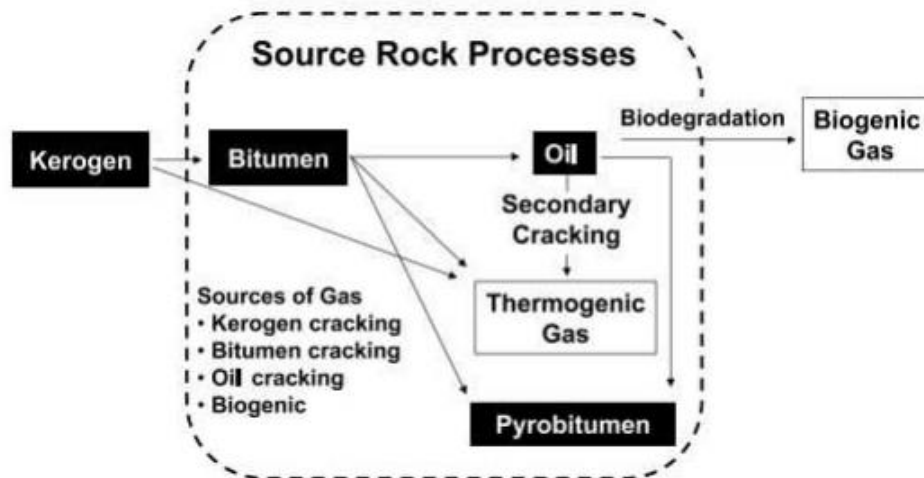 Source Rock Processes
Kerogen
Bitumen
Oil
Biodegradation
Biogenic
Gas
Secondary
Cracking
Thermogenic
Gas
Sources of Gas
• Kerogen cracking
• Bitumen cracking
• Oil cracking
• Biogenic
Pyrobitumen